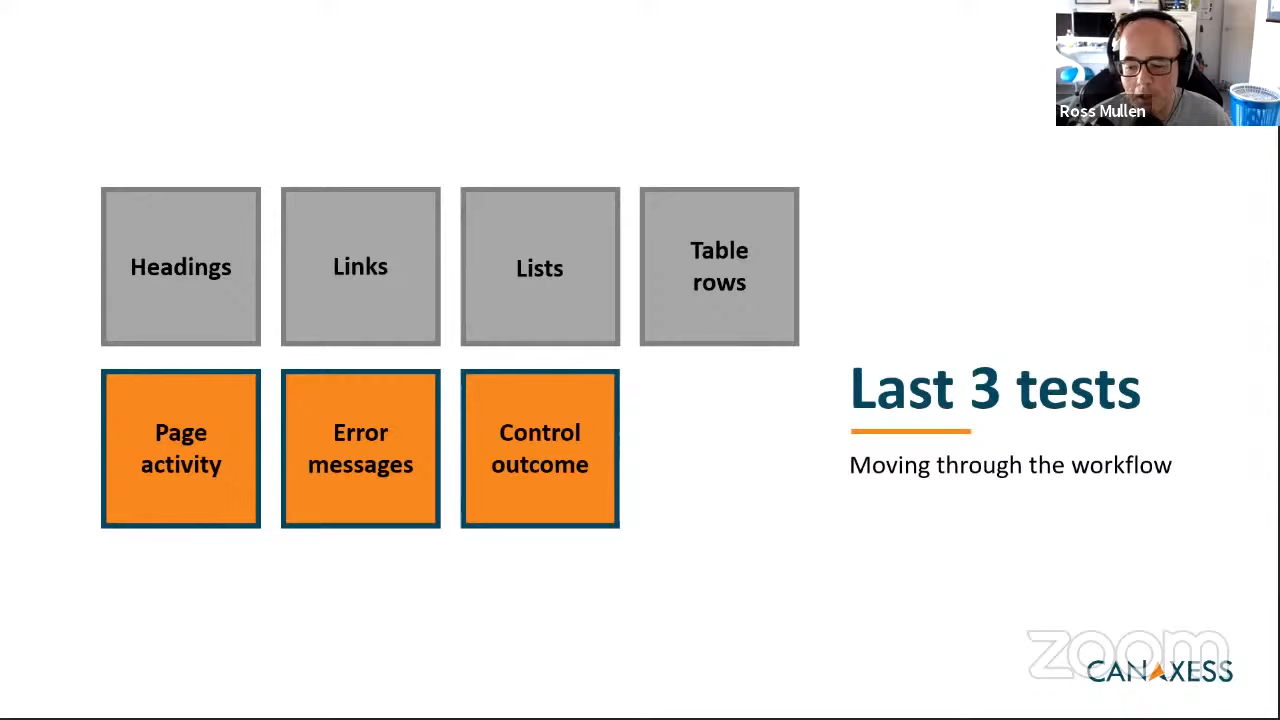 Ross Mullen
Headings
Links
Lists
Table
rows
Page
activity
Error
messages
Control
outcome
Last 3 tests
Moving through the workflow
zoom
CANAXESS